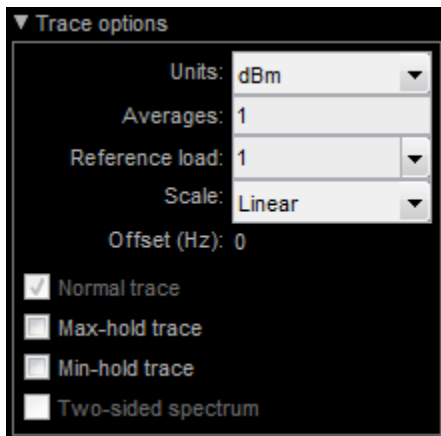 ▼ Trace options
Units: dBm
Averages: 1
Reference load: 1
Scale: Linear
Offset (Hz): 0
Normal trace
Max-hold trace
Min-hold trace
Two-sided spectrum